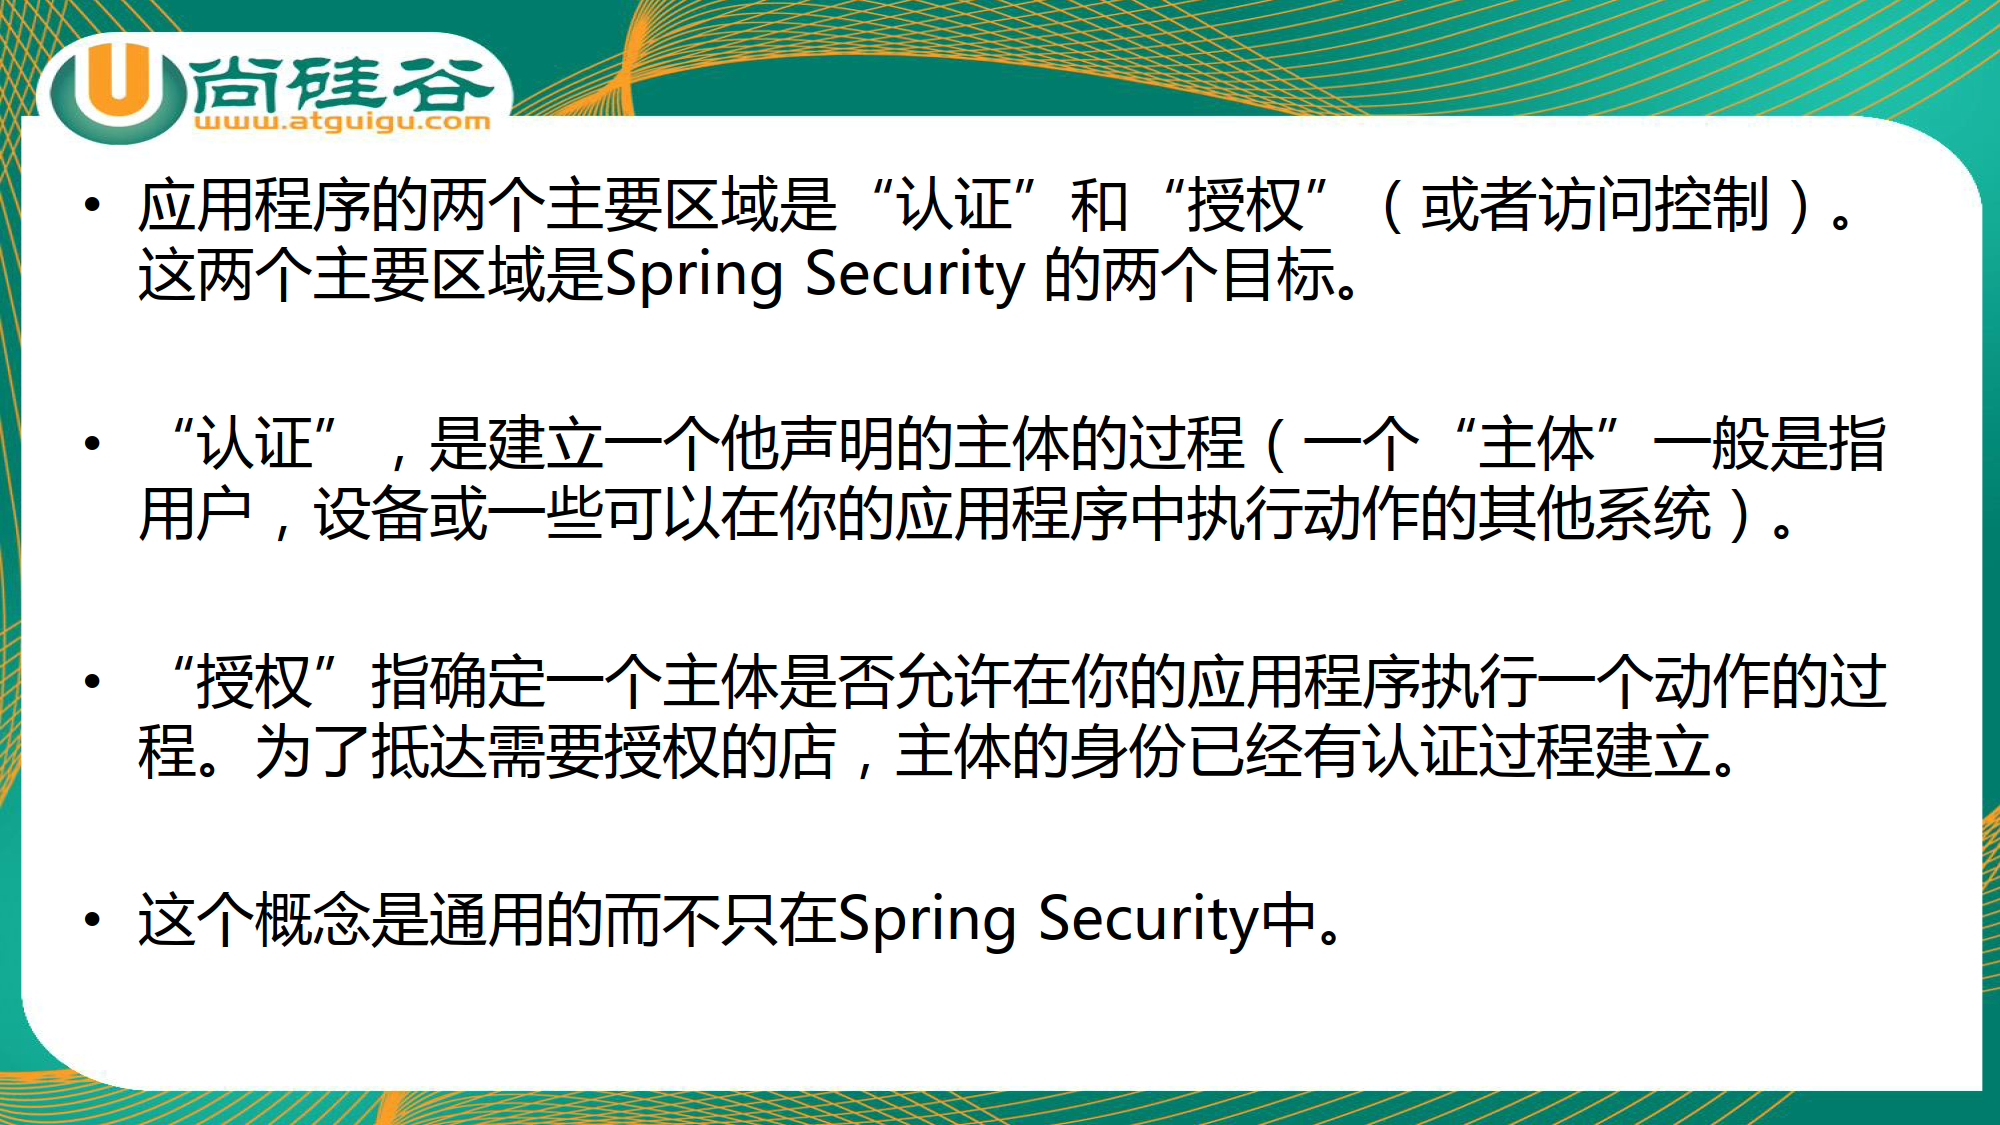 尚硅谷
www.atguigu.com
• 应用程序的两个主要区域是“认证”和“授权”（或者访问控制）。
这两个主要区域是Spring Security 的两个目标。
• “认证”，是建立一个他声明的主体的过程（一个“主体”一般是指
用户，设备或一些可以在你的应用程序中执行动作的其他系统）。
• “授权”指确定一个主体是否允许在你的应用程序执行一个动作的过
程。为了抵达需要授权的店，主体的身份已经有认证过程建立。
• 这个概念是通用的而不只在Spring Security中。